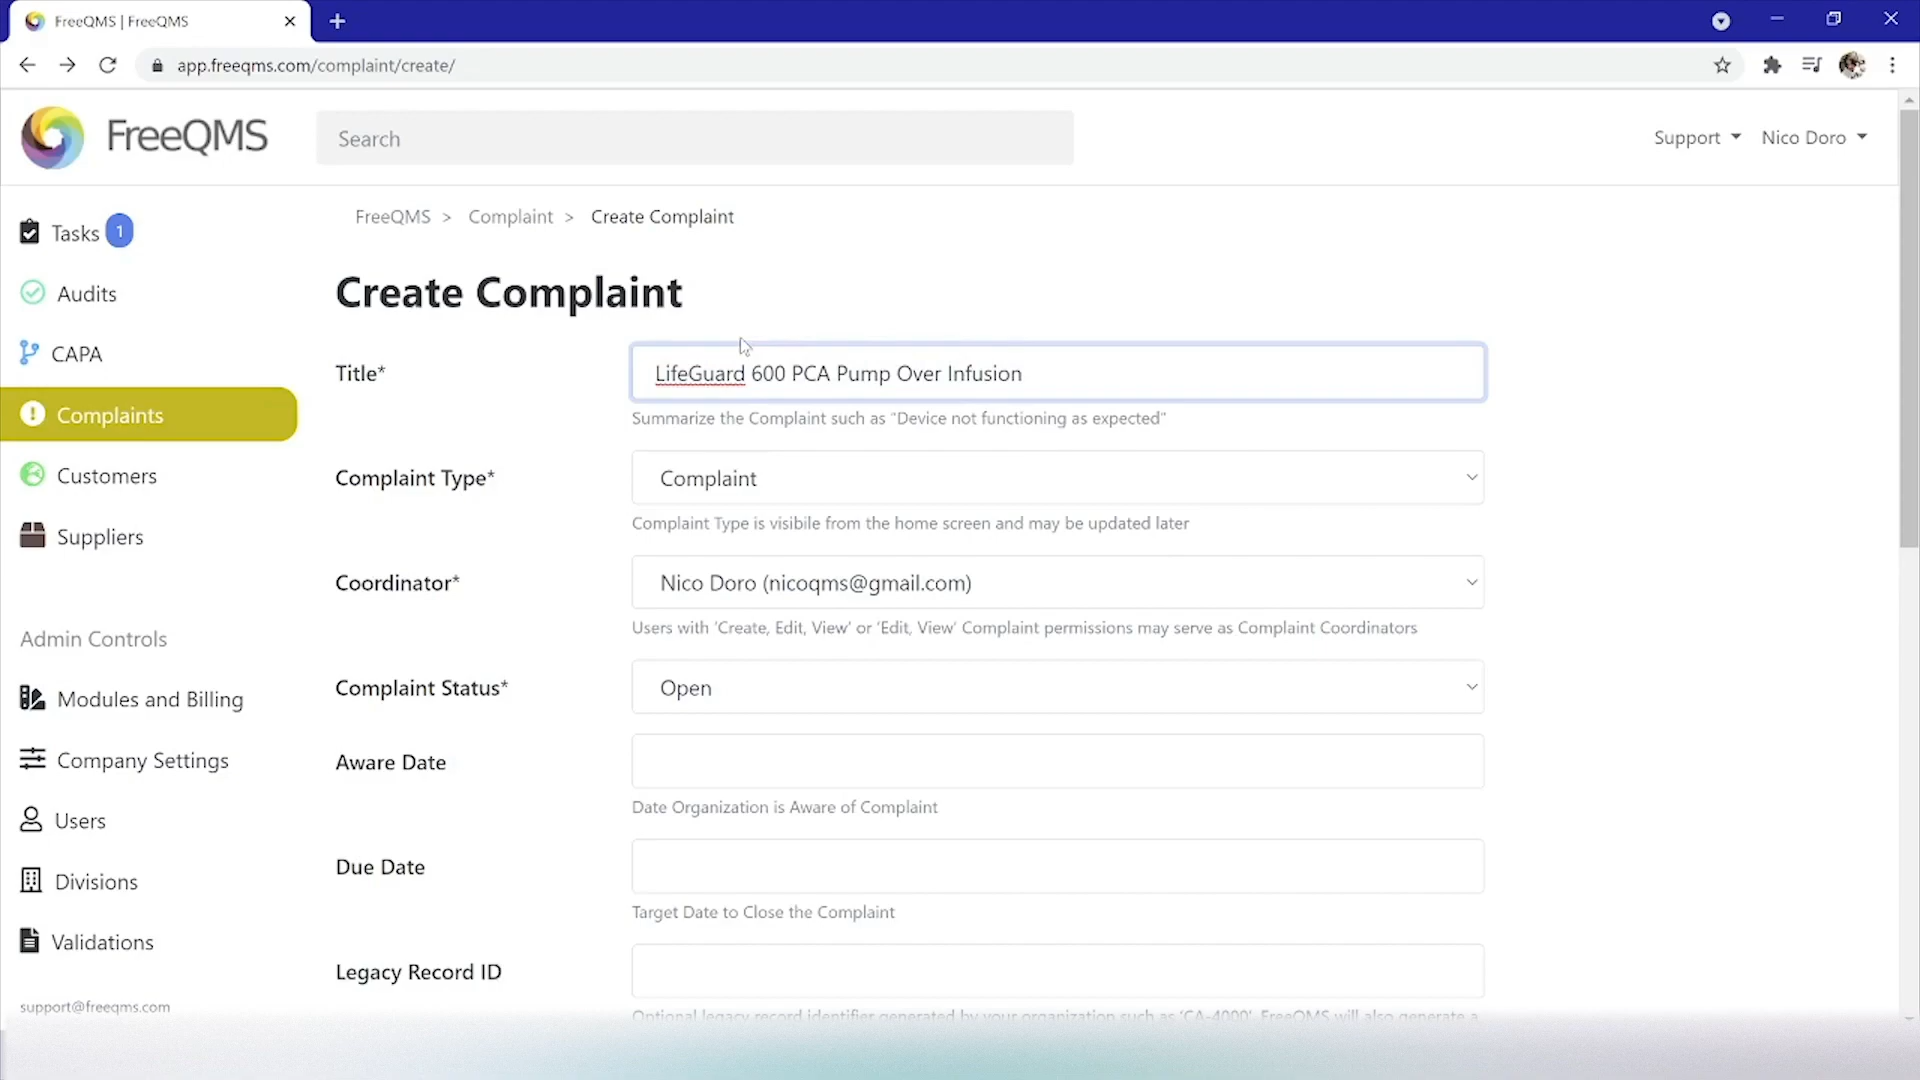 FreeQMS | FreeQMS
app.freeqms.com/complaint/create/
FreeQMS
Search
Support
Nico Doro
Tasks 1
Audits
CAPA
Complaints
Customers
Suppliers
Admin Controls
Modules and Billing
Company Settings
Users
Divisions
Validations
support@freeqms.com
FreeQMS > Complaint > Create Complaint
Create Complaint
Title*
LifeGuard 600 PCA Pump Over Infusion
Summarize the Complaint such as "Device not functioning as expected"
Complaint Type*
Complaint
Complaint Type is visibile from the home screen and may be updated later
Coordinator*
Nico Doro (nicoqms@gmail.com)
Users with 'Create, Edit, View' or 'Edit, View' Complaint permissions may serve as Complaint Coordinators
Complaint Status*
Open
Aware Date
Date Organization is Aware of Complaint
Due Date
Target Date to Close the Complaint
Legacy Record ID
Optional legacy record identifier generated by your organization such as 'CA-4000'. FreeQMS will also generate a